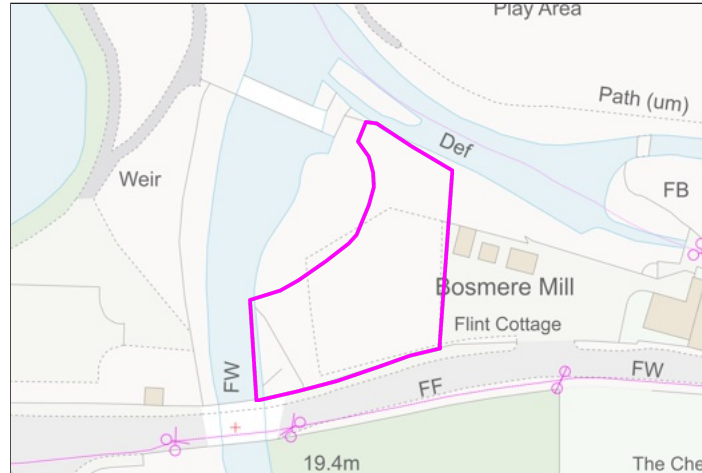 Play Area
Path (um)
Def
Weir
FB
Bosmere Mill
Flint Cottage
FW
FF
FW
19.4m
The Che